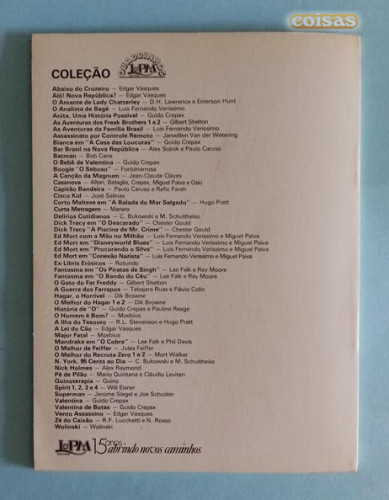 coisas
COLEÇÃO
QUADRINHOS
L&PM
Abaixo do Cruzeiro — Edgar Vasques
Alô! Nova República? — Edgar Vasques
O Amante de Lady Chatterley — D.H. Lawrence e Emerson Hunt
O Analista de Bagé — Luis Fernando Verissimo
Anita, Uma História Possível — Guido Crepax
As Aventuras dos Freak Brothers 1 e 2 — Gilbert Shelton
As Aventuras da Família Brasil — Luis Fernando Verissimo
Assassinato por Controle Remoto — Janwillem Van der Wetering
Bianca em "A Casa das Loucuras" — Guido Crepax
Bar Brasil na Nova República — Alex Solnik e Paulo Caruso
Batman — Bob Cane
O Bebê de Valentina — Guido Crepax
Boogie "O Seboso" — Fontanarrosa
A Canção do Magnum — Jean-Claude Claeys
Casanova — Altan, Bataglia, Crepax, Miguel Paiva e Oski
Capitão Bandeira — Paulo Caruso e Rafic Farah
Cisco Kid — José Salinas
Corto Maltese em "A Balada do Mar Salgado" — Hugo Pratt
Curta Metragem — Manara
Delírios Cotidianos — C. Bukowski e M. Schultheiss
Dick Tracy em "O Descarado" — Chester Gould
Dick Tracy "A Piscina de Mr. Crime" — Chester Gould
Ed Mort com a Mão no Milhão — Luis Fernando Verissimo e Miguel Paiva
Ed Mort em "Disneyworld Blues" — Luis Fernando Verissimo e Miguel Paiva
Ed Mort em "Procurando o Silva" — Luis Fernando Verissimo e Miguel Paiva
Ed Mort em "Conexão Nazista" — Luis Fernando Verissimo e Miguel Paiva
Ex-Libris Eróticos — Rotundo
Fantasma em "Os Piratas de Singh" — Lee Falk e Ray Moore
Fantasma em "O Bando do Céu" — Lee Falk e Ray Moore
O Gato do Fat Freddy — Gilbert Shelton
A Guerra dos Farrapos — Tabajara Ruas e Flávio Colin
Hagar, o Horrível — Dik Browne
O Melhor do Hagar 1 e 2 — Dik Browne
História de "O" — Guido Crepax e Pauline Réage
O Homem é Bom? — Moebius
A Ilha do Tesouro — R.L. Stevenson e Hugo Pratt
A Lei do Cão — Edgar Vasques
Major Fatal — Moebius
Mandrake em "O Cobra" — Lee Falk e Phil Davis
O Melhor de Feiffer — Jules Feiffer
O Melhor do Recruta Zero 1 e 2 — Mort Walker
N. York, 95 Cents ao Dia — C. Bukowski e M. Schultheiss
Nick Holmes — Alex Raymond
Pé de Pilão — Mario Quintana e Cláudio Levitan
Quinoterapia — Quino
Spirit 1, 2, 3 e 4 — Will Eisner
Superman — Jerome Siegel e Joe Shuster
Valentina — Guido Crepax
Valentina de Botas — Guido Crepax
Vento Assassino — Edgar Vasques
Zé do Caixão — R.F. Lucchetti e N. Rosso
Wolinski — Wolinski
L&PM 15 anos abrindo novos caminhos